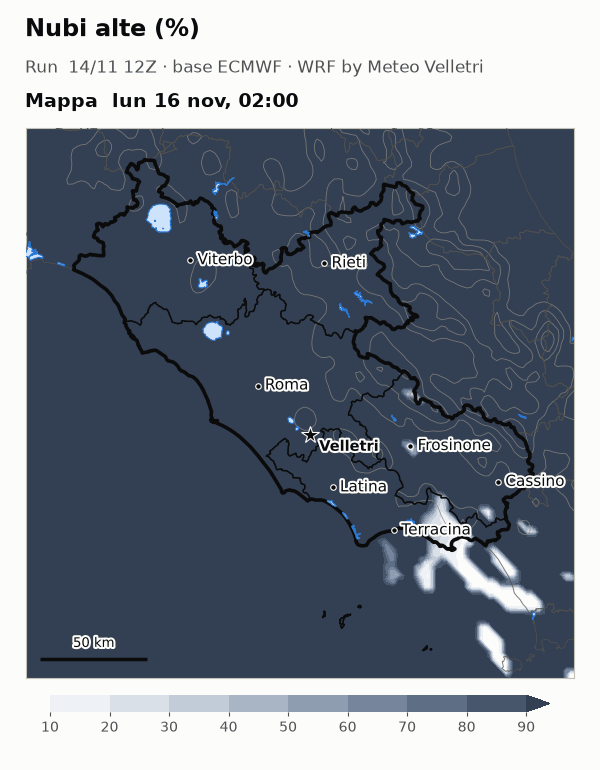 Nubi alte (%)
Run 14/11 12Z · base ECMWF · WRF by Meteo Velletri
Mappa lun 16 nov, 02:00
Viterbo
Rieti
Roma
Velletri
Frosinone
Latina
Cassino
Terracina
50 km
10 20 30 40 50 60 70 80 90